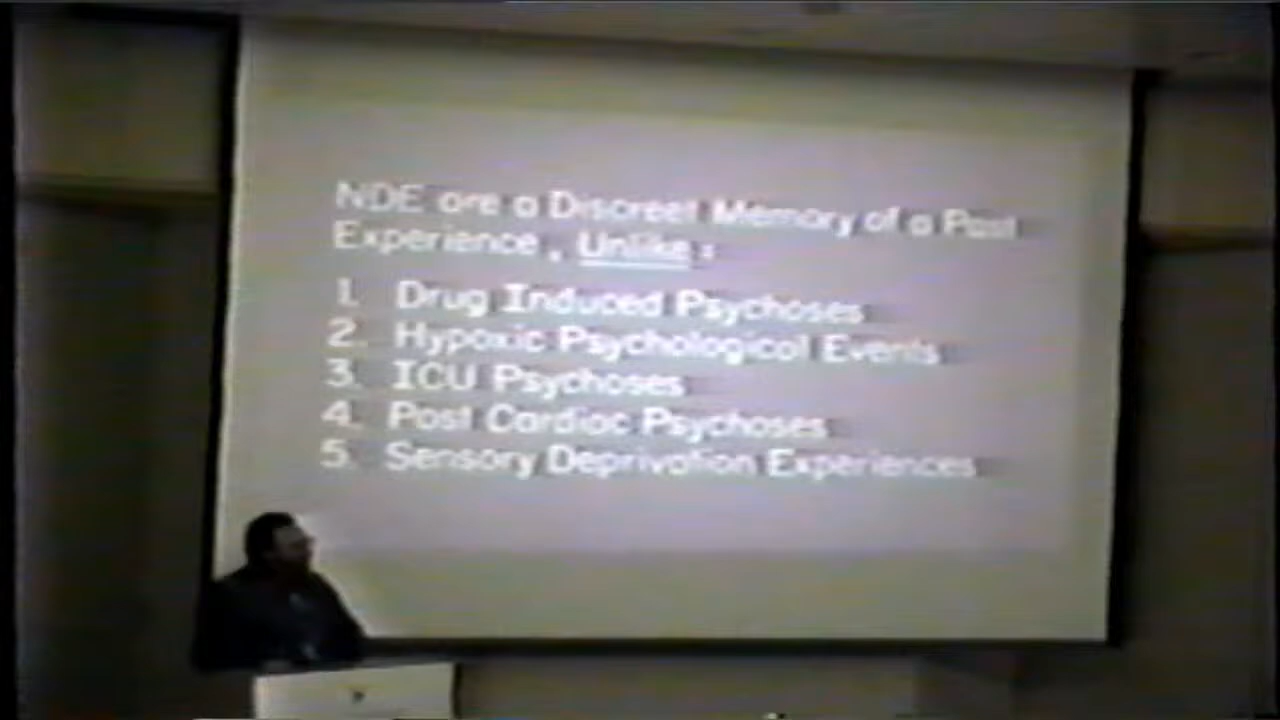 NDE are a Discreet Memory of a Past
Experience, Unlike:
1. Drug Induced Psychoses
2. Hypoxic Psychological Events
3. ICU Psychoses
4. Post Cardiac Psychoses
5. Sensory Deprivation Experiences